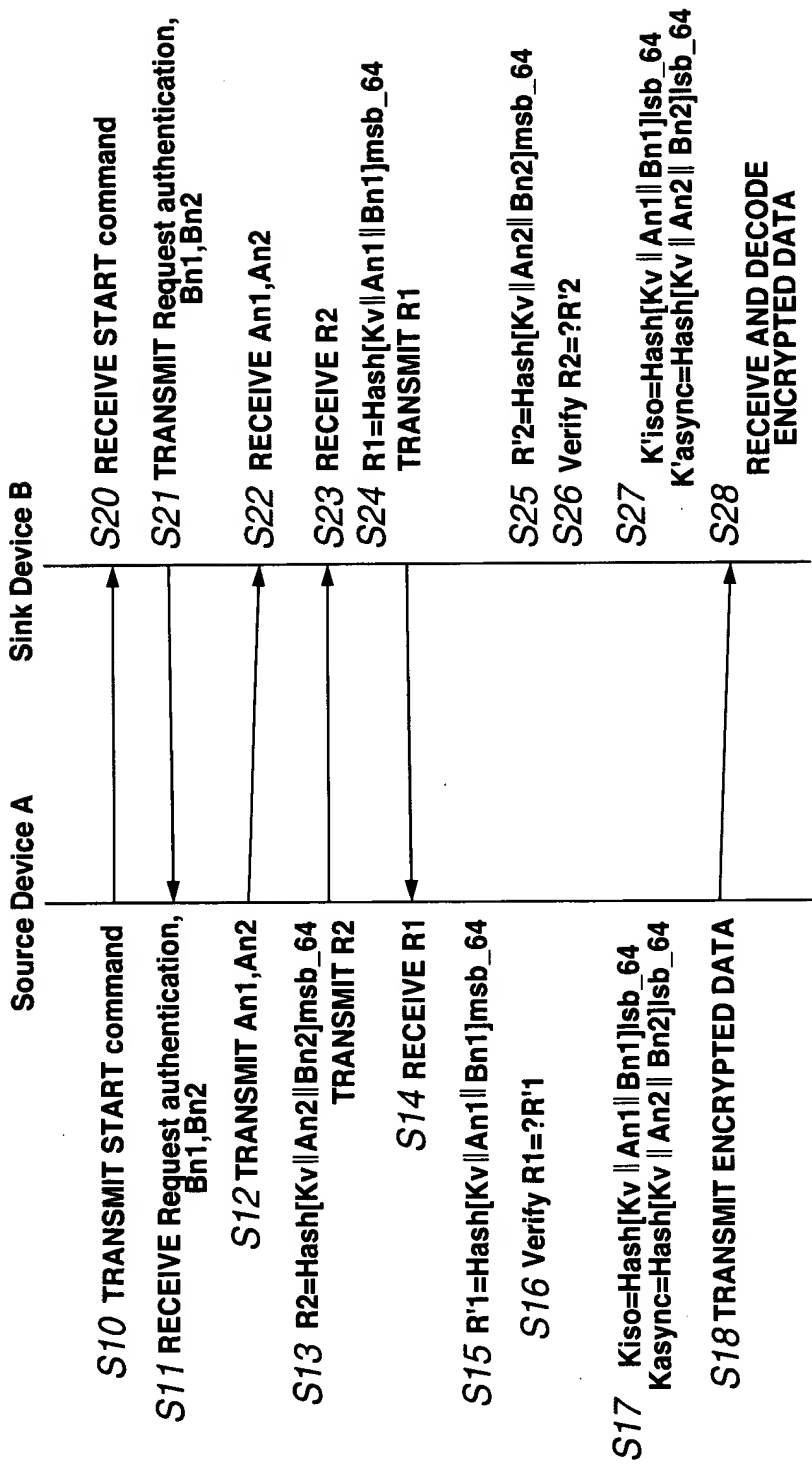 Source Device A
Sink Device B
S10 TRANSMIT START command
S20 RECEIVE START command
S11 RECEIVE Request authentication,
Bn1,Bn2
S21 TRANSMIT Request authentication,
Bn1,Bn2
S12 TRANSMIT An1,An2
S22 RECEIVE An1,An2
S13 R2=Hash[Kv||An2||Bn2]msb_64
TRANSMIT R2
S23 RECEIVE R2
S24 R1=Hash[Kv||An1||Bn1]msb_64
TRANSMIT R1
S14 RECEIVE R1
S15 R'1=Hash[Kv||An1||Bn1]msb_64
S25 R'2=Hash[Kv||An2||Bn2]msb_64
S16 Verify R1=?R'1
S26 Verify R2=?R'2
S17 Kiso=Hash[Kv || An1|| Bn1]lsb_64
Kasync=Hash[Kv || An2 || Bn2]lsb_64
S27 K'iso=Hash[Kv || An1|| Bn1]lsb_64
K'async=Hash[Kv || An2 || Bn2]lsb_64
S18 TRANSMIT ENCRYPTED DATA
S28 RECEIVE AND DECODE
ENCRYPTED DATA